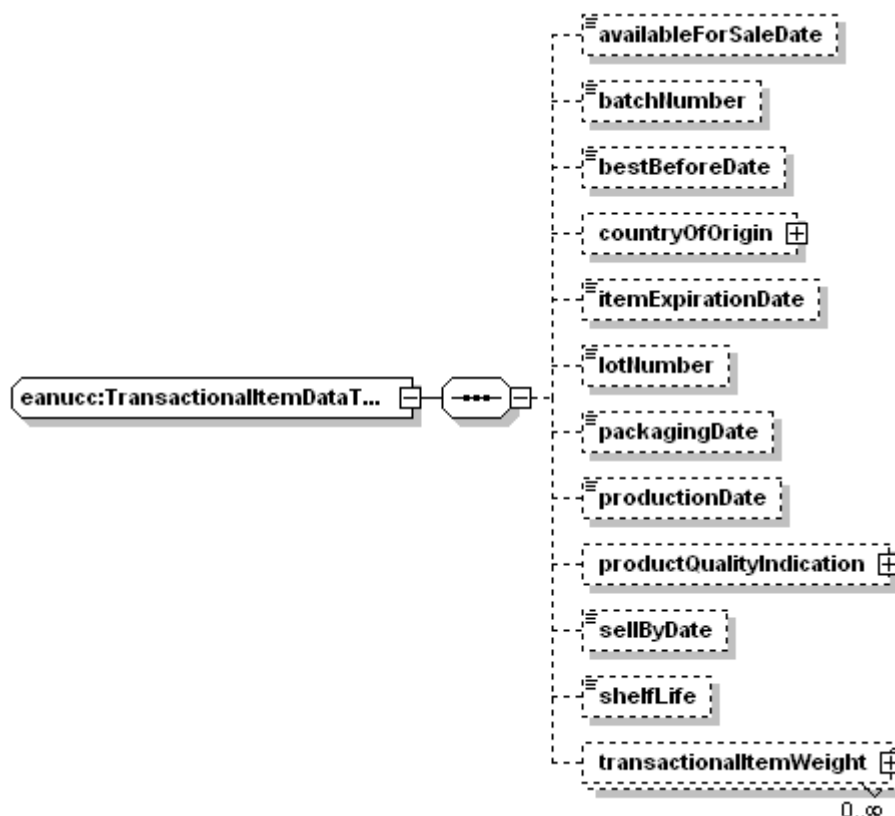 availableForSaleDate
batchNumber
bestBeforeDate
countryOfOrigin
itemExpirationDate
eanucc:TransactionalItemDataT...
lotNumber
packagingDate
productionDate
productQualityIndication
sellByDate
shelfLife
transactionalItemWeight
0..∞